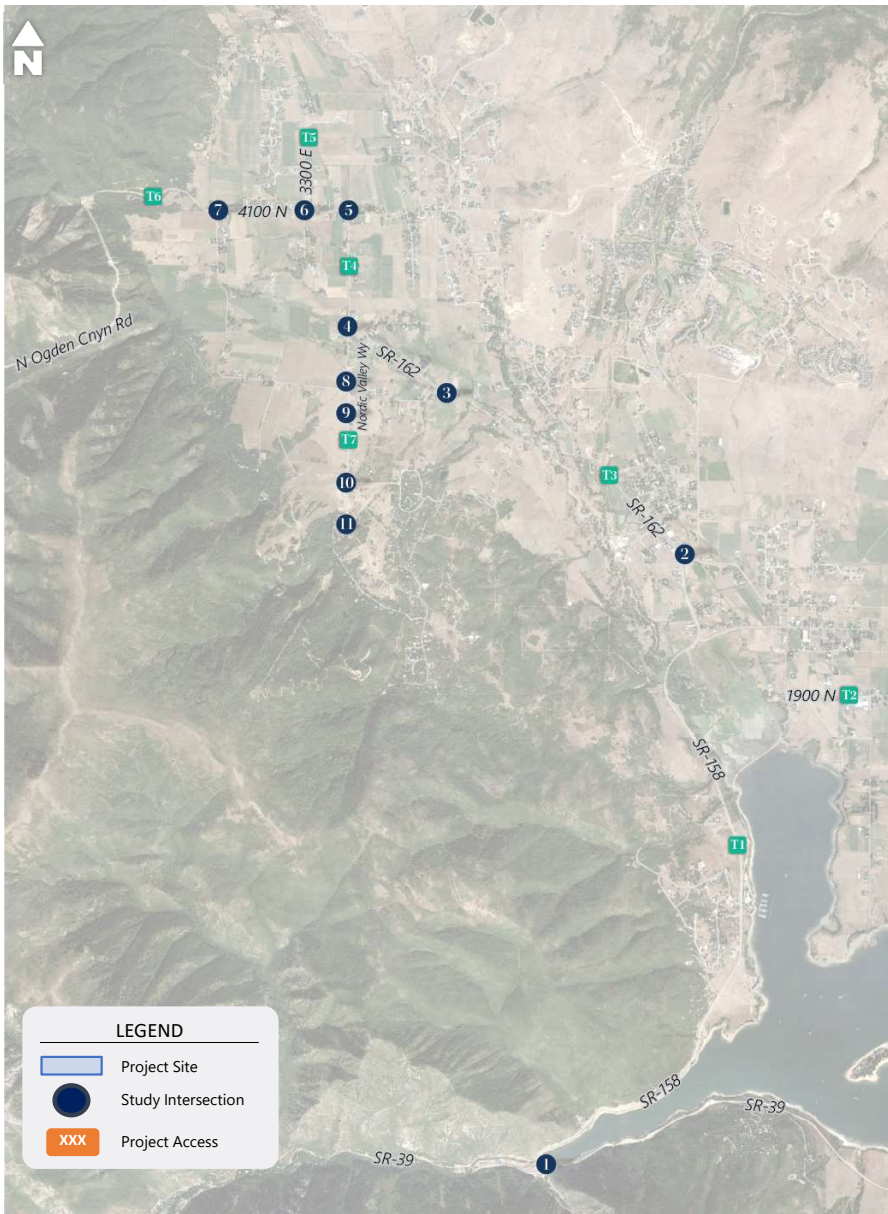 N
T5
3300 E
T6
7
4100 N
6
5
T4
N Ogden Cnyn Rd
4
SR-162
Nordic Valley Wy
8
3
9
T7
10
T3
11
SR-162
2
1900 N
T2
SR-158
T1
LEGEND
Project Site
Study Intersection
XXX
Project Access
SR-158
SR-39
SR-39
1